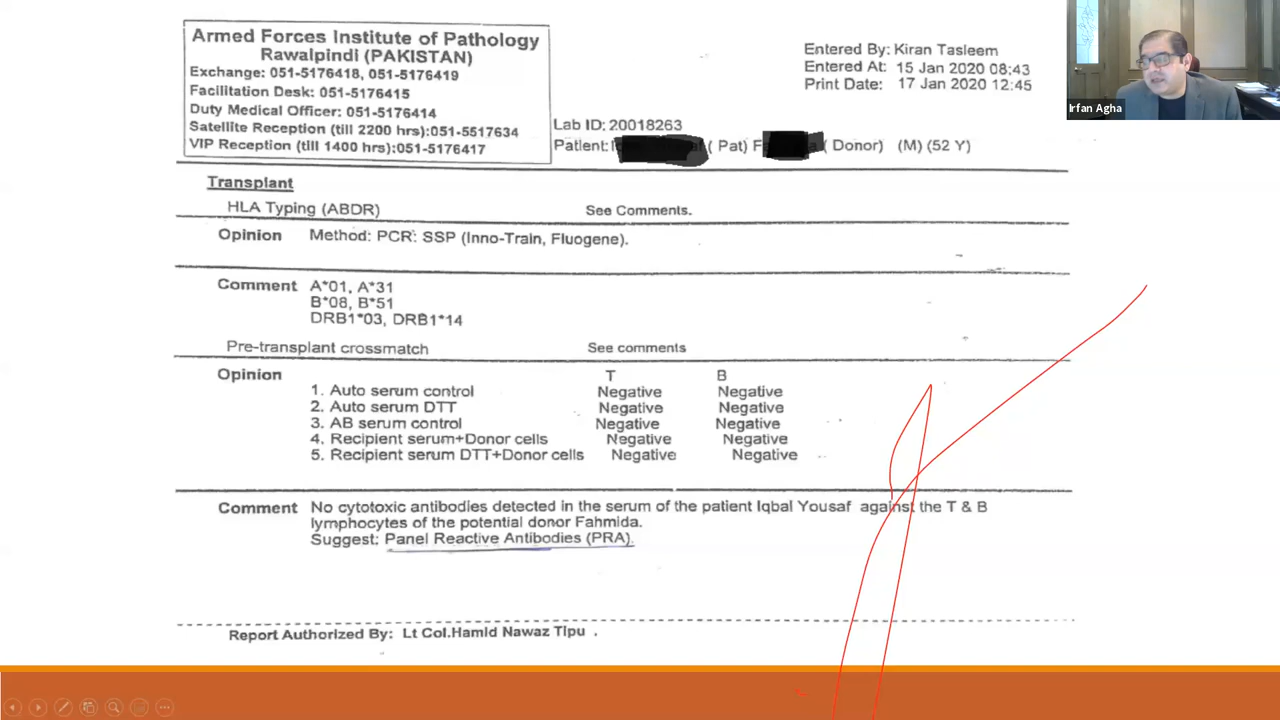 Armed Forces Institute of Pathology
Rawalpindi (PAKISTAN)
Exchange: 051-5176418, 051-5176419
Facilitation Desk: 051-5176415
Duty Medical Officer: 051-5176414
Satellite Reception (till 2200 hrs):051-5517634
VIP Reception (till 1400 hrs):051-5176417
Entered By: Kiran Tasleem
Entered At: 15 Jan 2020 08:43
Print Date: 17 Jan 2020 12:45
Irfan Agha
Lab ID: 20018263
Patient: ( Pat) F ( Donor) (M) (52 Y)
Transplant
HLA Typing (ABDR) See Comments.
Opinion Method: PCR: SSP (Inno-Train, Fluogene).
Comment A*01, A*31
B*08, B*51
DRB1*03, DRB1*14
Pre-transplant crossmatch See comments
Opinion T B
1. Auto serum control Negative Negative
2. Auto serum DTT Negative Negative
3. AB serum control Negative Negative
4. Recipient serum+Donor cells Negative Negative
5. Recipient serum DTT+Donor cells Negative Negative
Comment No cytotoxic antibodies detected in the serum of the patient Iqbal Yousaf against the T & B
lymphocytes of the potential donor Fahmida.
Suggest: Panel Reactive Antibodies (PRA).
Report Authorized By: Lt Col.Hamid Nawaz Tipu .